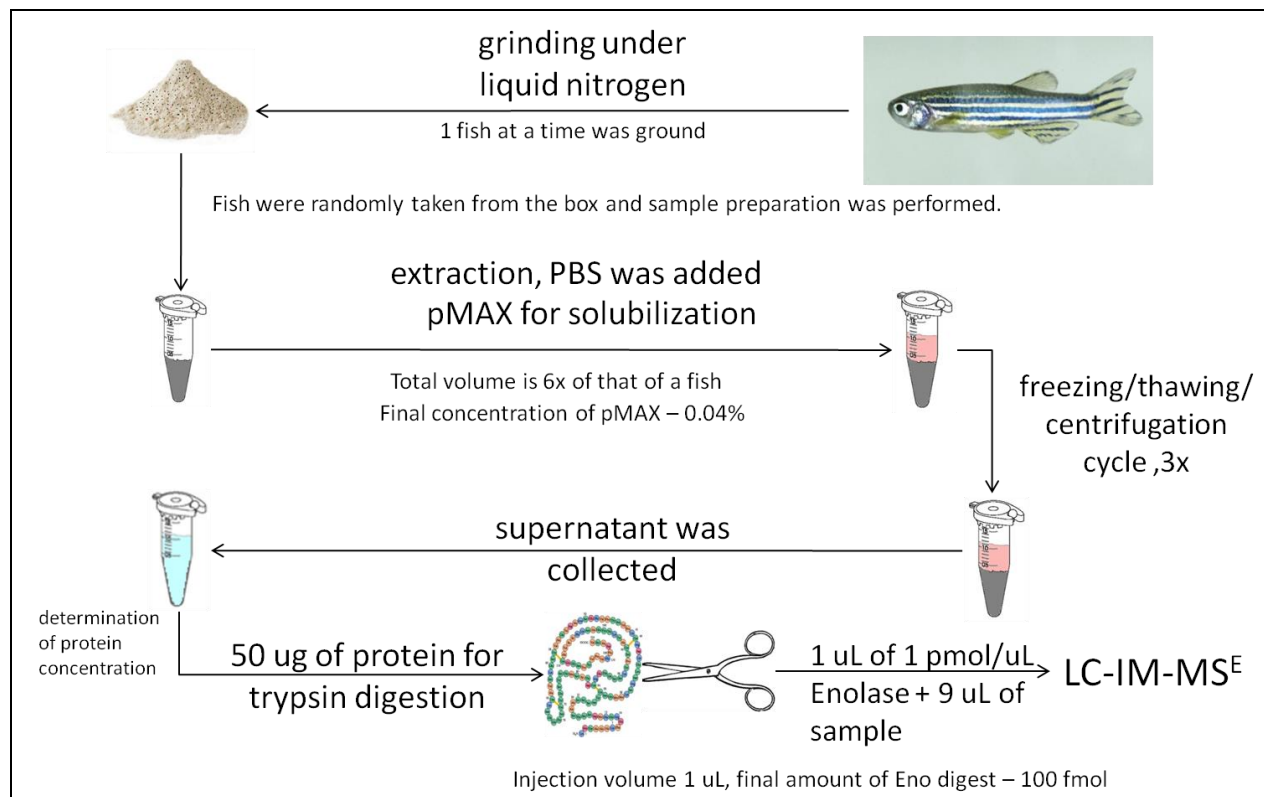 grinding under
liquid nitrogen
1 fish at a time was ground
Fish were randomly taken from the box and sample preparation was performed.
extraction, PBS was added
pMAX for solubilization
Total volume is 6x of that of a fish
Final concentration of pMAX – 0.04%
freezing/thawing/
centrifugation
cycle ,3x
supernatant was
collected
determination
of protein
concentration
50 ug of protein for
trypsin digestion
1 uL of 1 pmol/uL
Enolase + 9 uL of
sample
LC-IM-MSᴱ
Injection volume 1 uL, final amount of Eno digest – 100 fmol